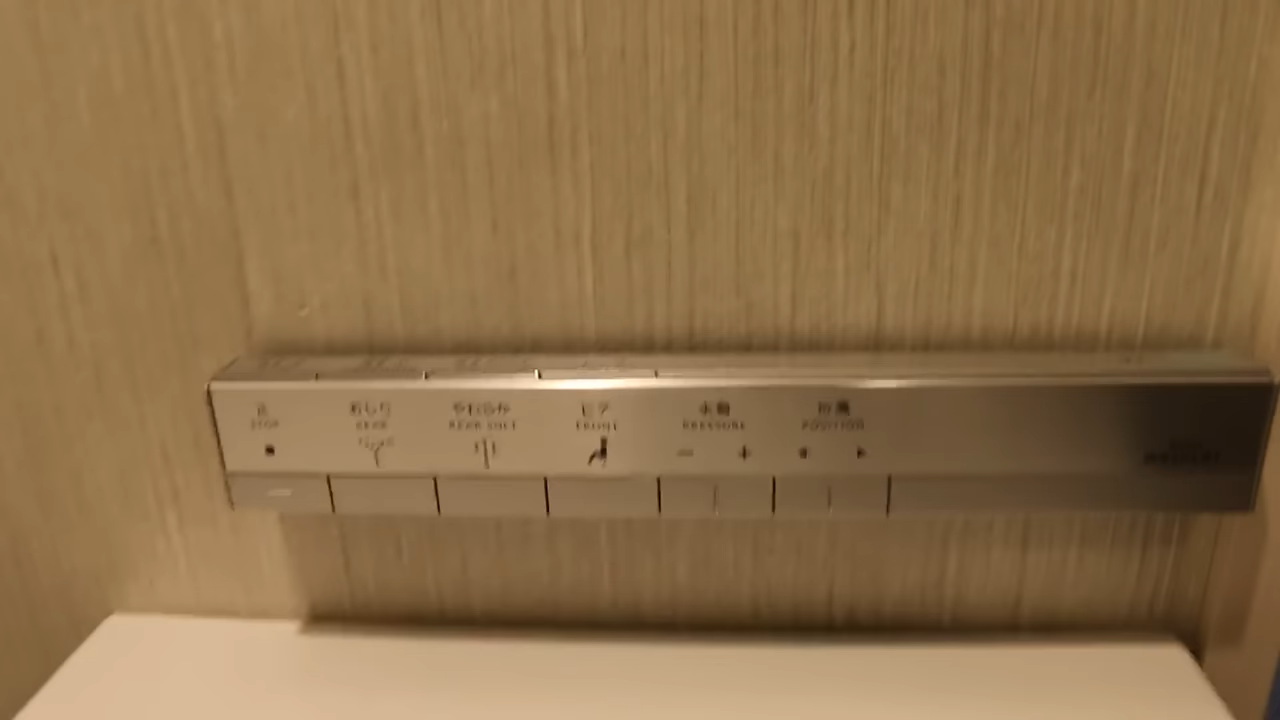 止
STOP
おしり
REAR
やわらか
REAR SOFT
ビデ
FRONT
水勢
PRESSURE
− +
位置
POSITION